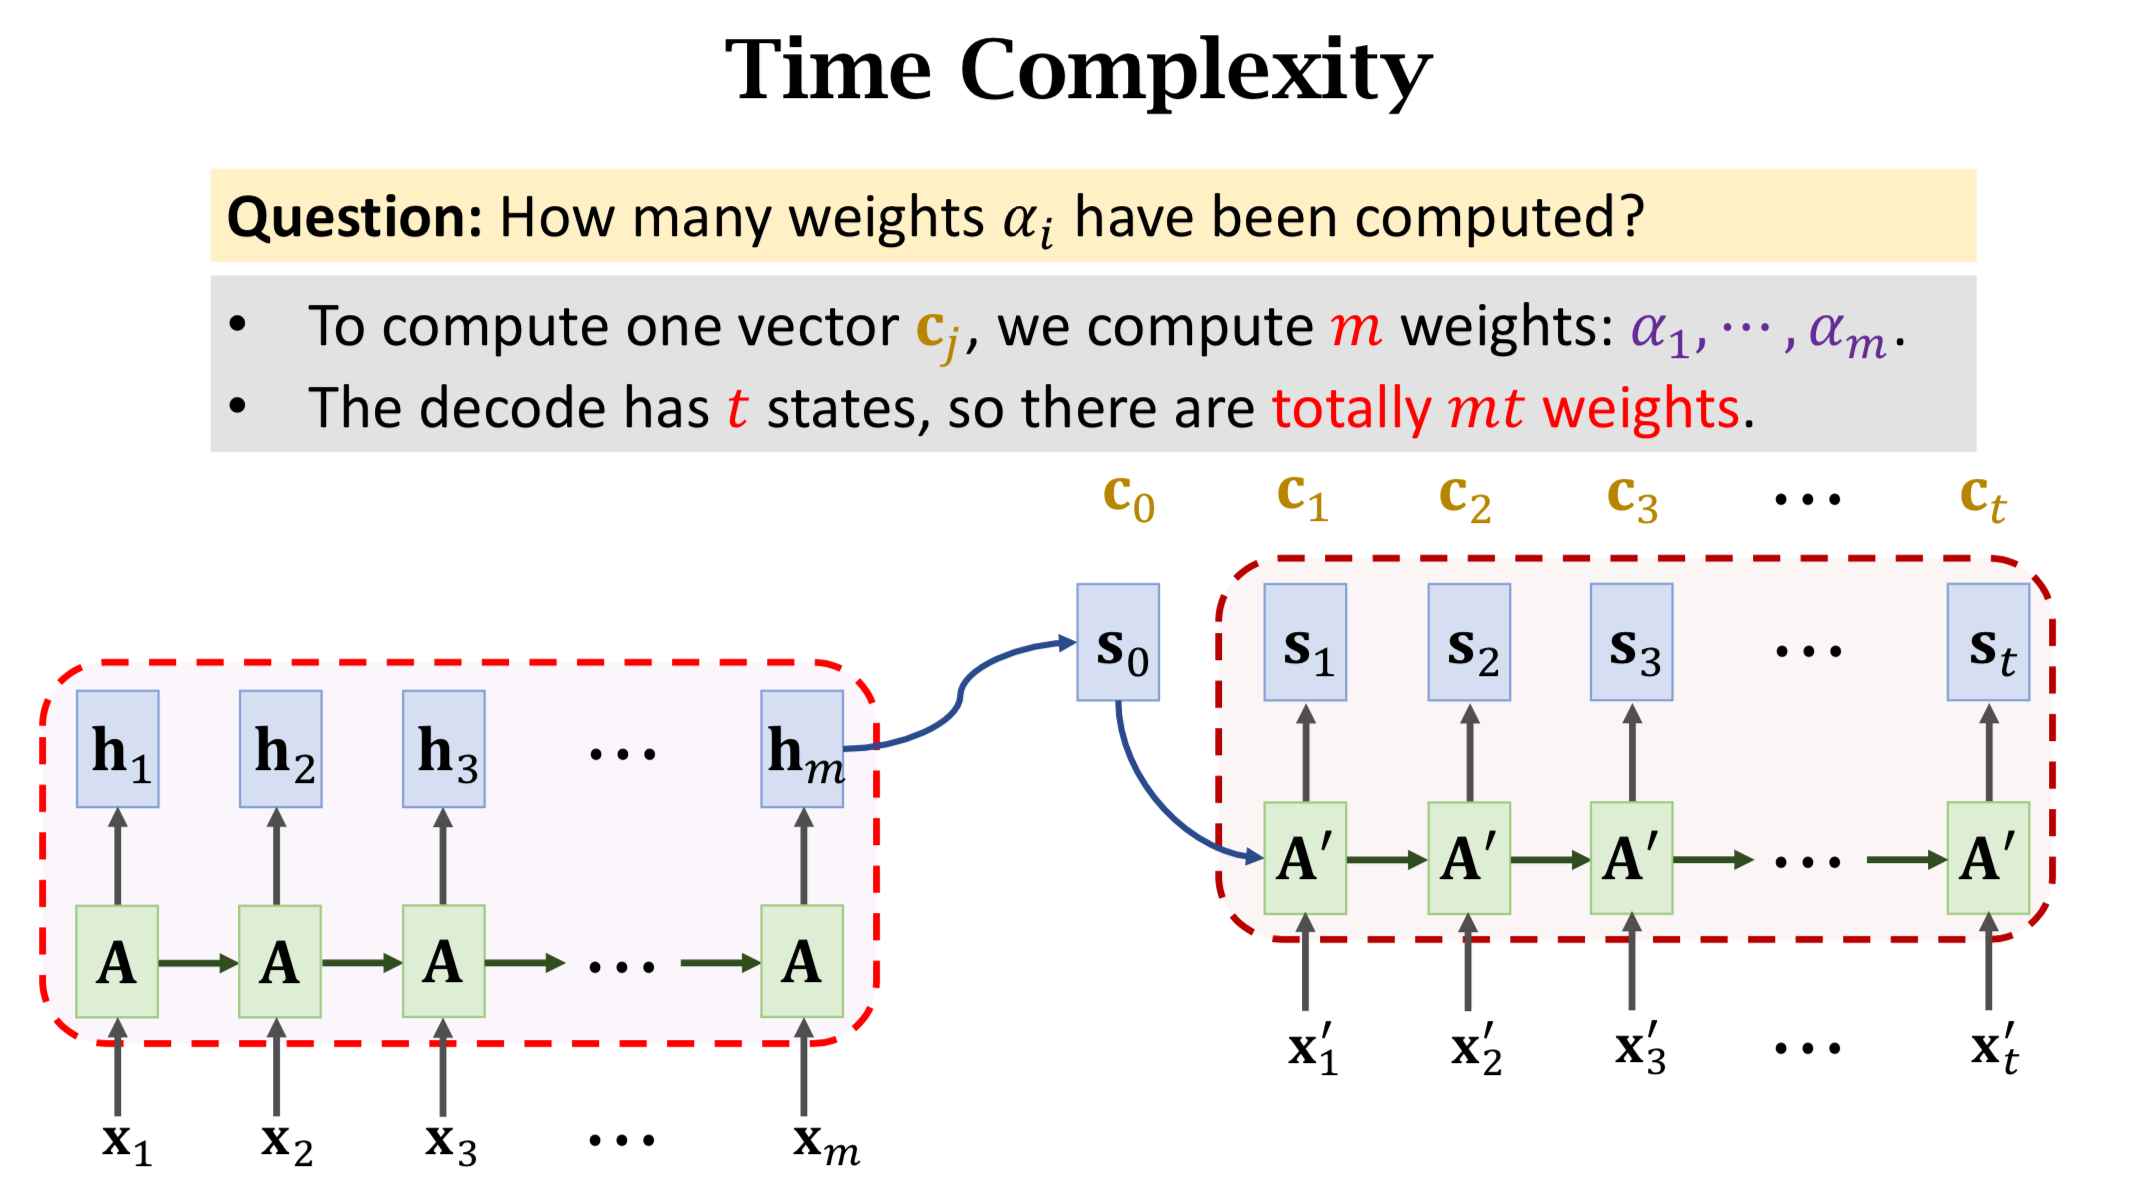 Time Complexity
Question: How many weights αᵢ have been computed?
• To compute one vector cⱼ, we compute m weights: α₁, ⋯ , αₘ.
• The decode has t states, so there are totally mt weights.
c₀ c₁ c₂ c₃ ⋯ cₜ
s₀ s₁ s₂ s₃ ⋯ sₜ
h₁ h₂ h₃ ⋯ hₘ
A′ A′ A′ ⋯ A′
A A A ⋯ A
x′₁ x′₂ x′₃ ⋯ x′ₜ
x₁ x₂ x₃ ⋯ xₘ